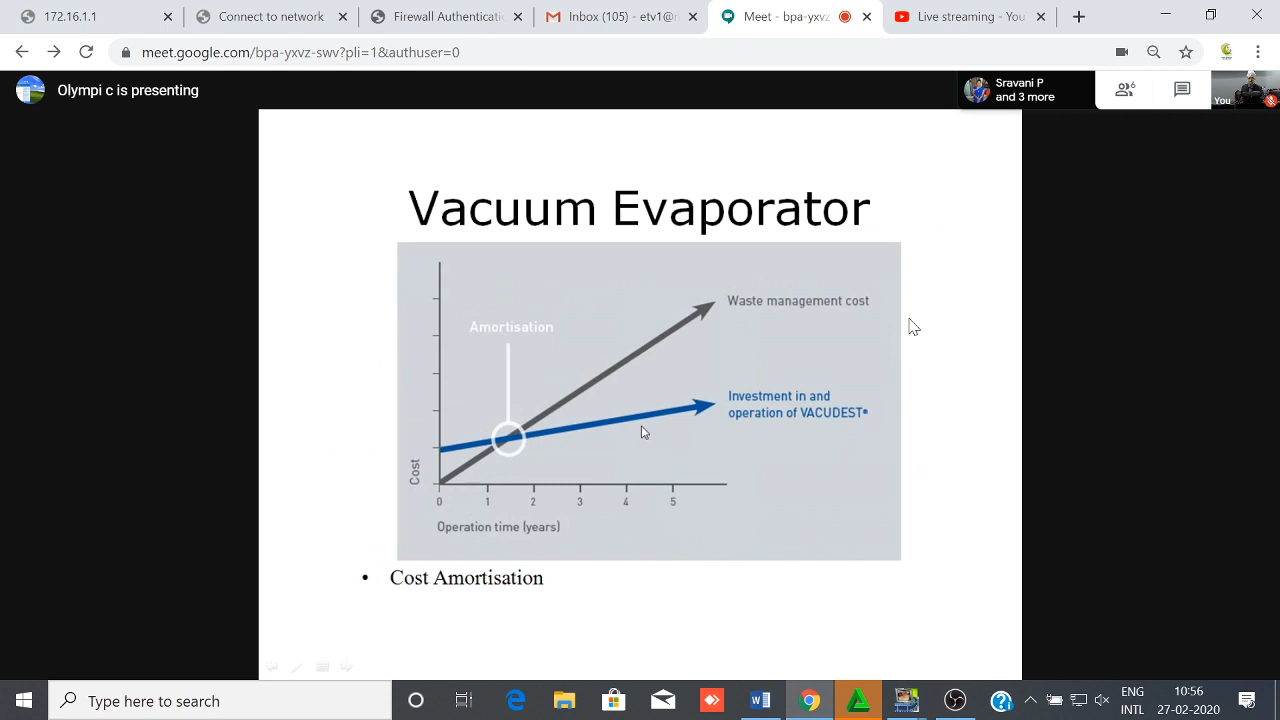 172.16.1.
Connect to network
Firewall Authenticati
Inbox (105) - etv1@n
Meet - bpa-yxvz
Live streaming - You
meet.google.com/bpa-yxvz-swv?pli=1&authuser=0
Olympi c is presenting
Sravani P
and 3 more
6
You
Vacuum Evaporator
Waste management cost
Amortisation
Investment in and
operation of VACUDEST®
Cost
0 1 2 3 4 5
Operation time (years)
• Cost Amortisation
Type here to search
ENG
INTL
10:56
27-02-2020